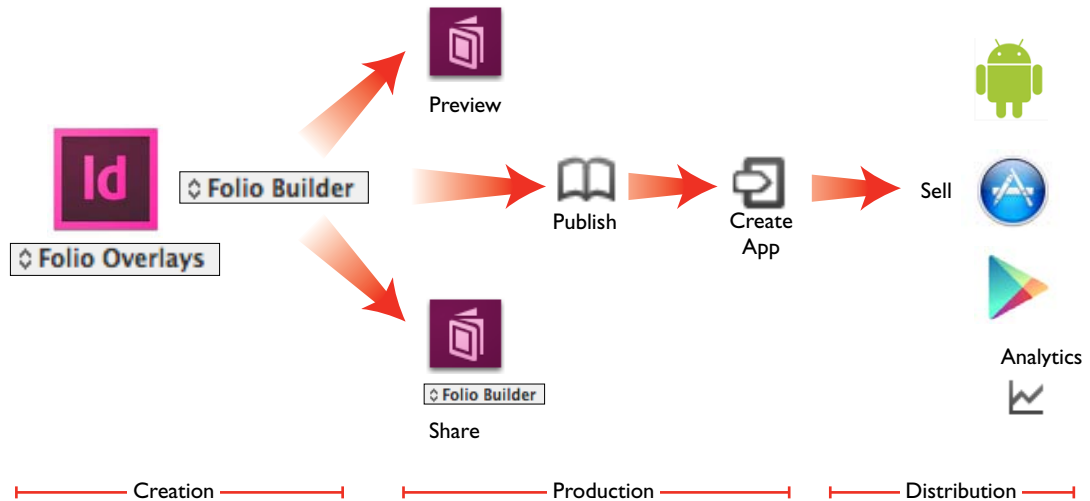 Preview
Id
Folio Builder
Folio Overlays
Publish
Create
App
Sell
Folio Builder
Share
Analytics
Creation
Production
Distribution